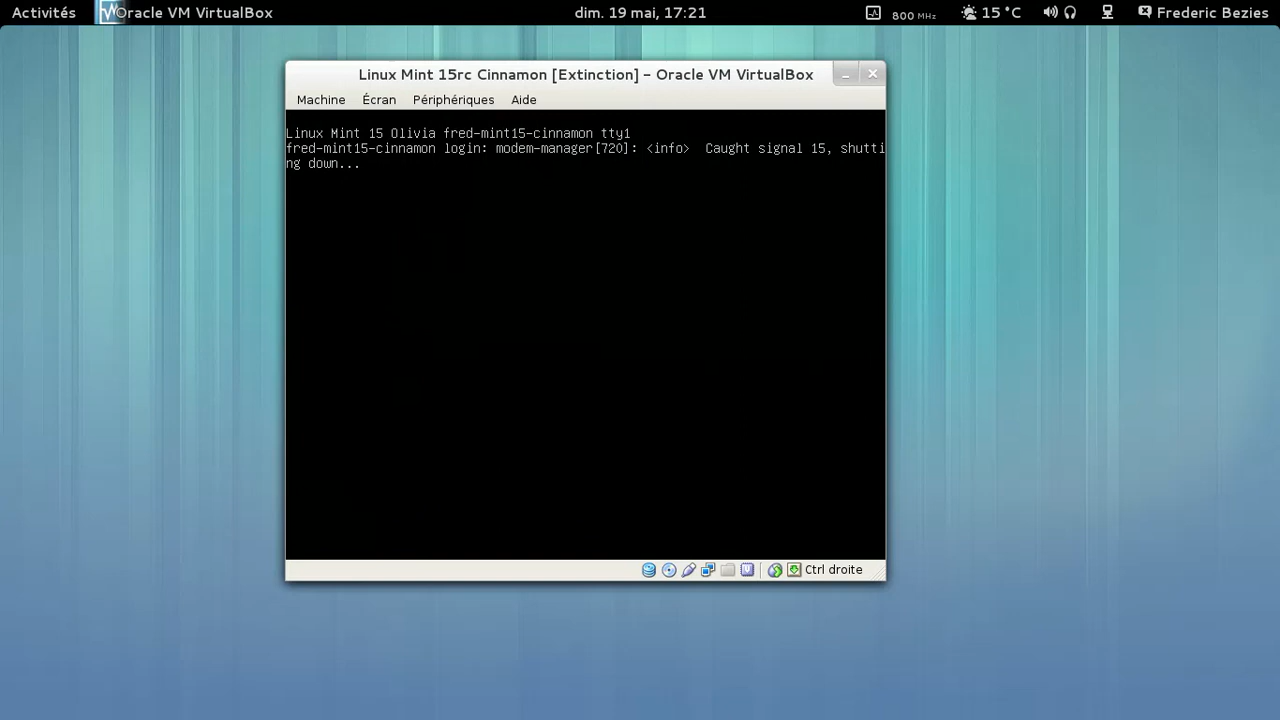 Activités Oracle VM VirtualBox dim. 19 mai, 17:21 800 MHz 15 °C Frederic Bezies
Linux Mint 15rc Cinnamon [Extinction] – Oracle VM VirtualBox
Machine Écran Périphériques Aide
Linux Mint 15 Olivia fred-mint15-cinnamon tty1
fred-mint15-cinnamon login: modem-manager[720]: <info>  Caught signal 15, shutti
ng down...
Ctrl droite